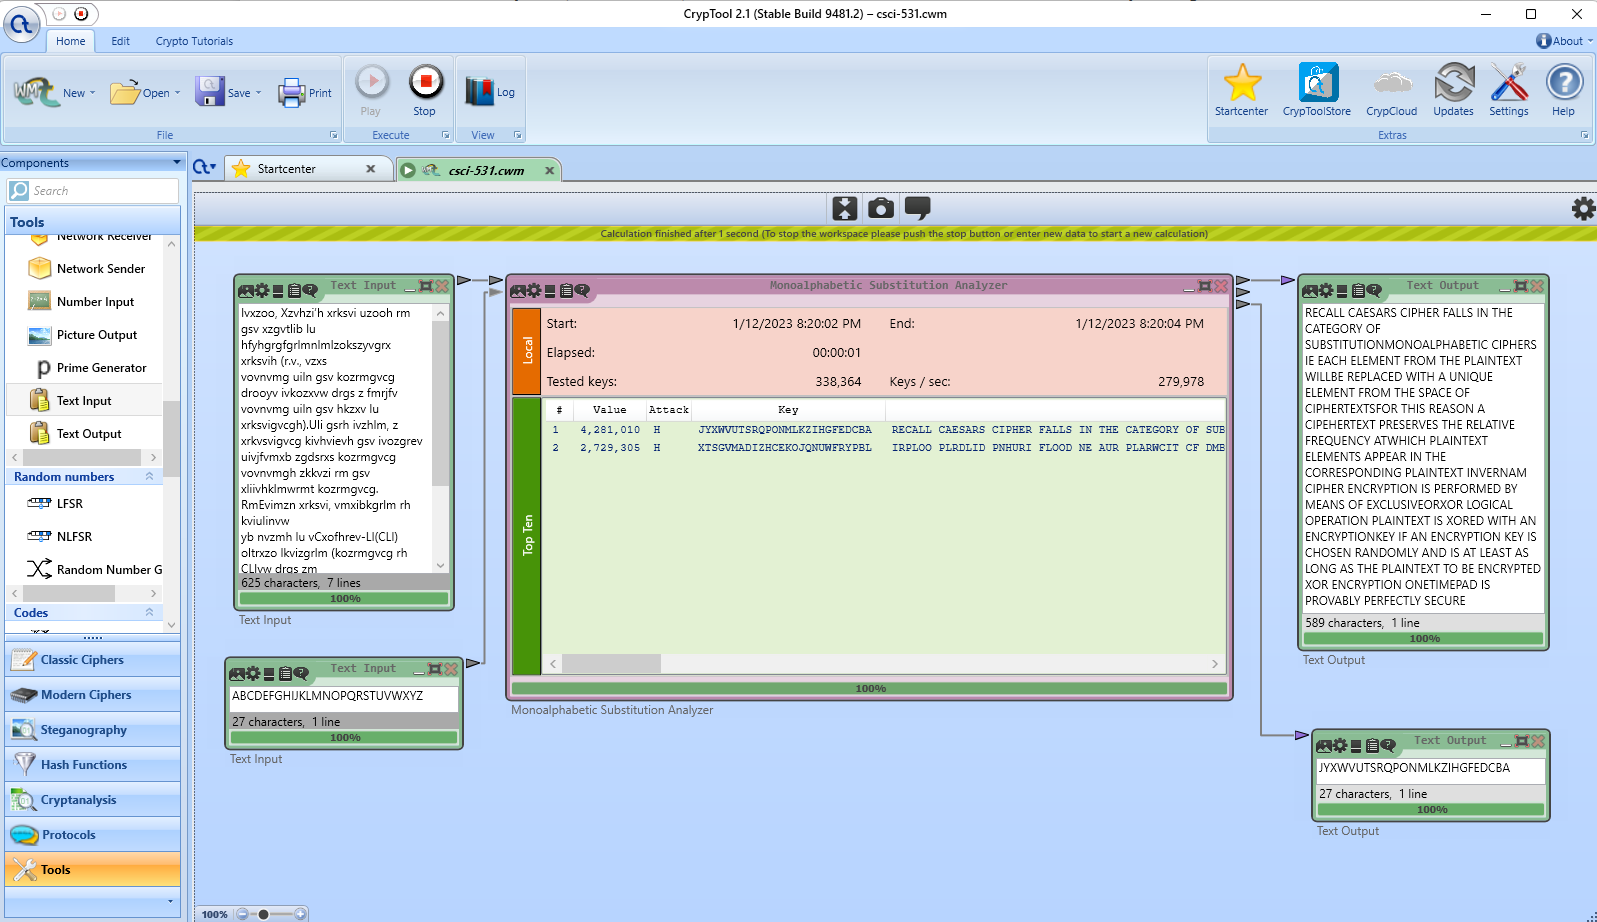 CrypTool 2.1 (Stable Build 9481.2) – csci-531.cwm
Home Edit Crypto Tutorials
About
New Open Save Print
Play Stop
Log
Startcenter CrypToolStore CrypCloud Updates Settings Help
File Execute View Extras
Components
Startcenter
csci-531.cwm
Search
Tools
Network Receiver
Network Sender
Number Input
Picture Output
Prime Generator
Text Input
Text Output
Random numbers
LFSR
NLFSR
Random Number G
Codes
Classic Ciphers
Modern Ciphers
Steganography
Hash Functions
Cryptanalysis
Protocols
Tools
Calculation finished after 1 second (To stop the workspace please push the stop button or enter new data to start a new calculation)
Text Input
Ivxzoo, Xzvhzi'h xrksvi uzooh rm
gsv xzgvtlib lu
hfyhgrgfgrlmnlmlzokszyvgrx
xrksvih (r.v., vzxs
vovnvmg uiln gsv kozrmgvcg
drooyv ivkozxvw drgs z fmrjfv
vovnvmg uiln gsv hkzxv lu
xrksvigvcgh).Uli gsrh ivzhlm, z
xrksvigvcg kivhvievh gsv ivozgrev
uivjfvmxb zgdsrxs kozrmgvcg
vovnvmgh zkkvzi rm gsv
xliivhklmwrmt kozrmgvcg.
RmEvimzn xrksvi, vmxibkgrlm rh
kviulinvw
yb nvzmh lu vCxofhrev-LI(CLI)
oltrxzo lkvizgrlm (kozrmgvcg rh
CLIvw drgs zm
625 characters, 7 lines
100%
Text Input
Text Input
ABCDEFGHIJKLMNOPQRSTUVWXYZ
27 characters, 1 line
100%
Text Input
Monoalphabetic Substitution Analyzer
Local
Start: 1/12/2023 8:20:02 PM End: 1/12/2023 8:20:04 PM
Elapsed: 00:00:01
Tested keys: 338,364 Keys / sec: 279,978
Top Ten
# Value Attack Key
1 4,281,010 H JYXWVUTSRQPONMLKZIHGFEDCBA RECALL CAESARS CIPHER FALLS IN THE CATEGORY OF SUB
2 2,729,305 H XTSGVMADIZHCEKOJQNUWFRYPBL IRPLOO PLRDLID PNHURI FLOOD NE AUR PLARWCIT CF DMB
100%
Monoalphabetic Substitution Analyzer
Text Output
RECALL CAESARS CIPHER FALLS IN THE
CATEGORY OF
SUBSTITUTIONMONOALPHABETIC CIPHERS
IE EACH ELEMENT FROM THE PLAINTEXT
WILLBE REPLACED WITH A UNIQUE
ELEMENT FROM THE SPACE OF
CIPHERTEXTSFOR THIS REASON A
CIPHERTEXT PRESERVES THE RELATIVE
FREQUENCY ATWHICH PLAINTEXT
ELEMENTS APPEAR IN THE
CORRESPONDING PLAINTEXT INVERNAM
CIPHER ENCRYPTION IS PERFORMED BY
MEANS OF EXCLUSIVEORXOR LOGICAL
OPERATION PLAINTEXT IS XORED WITH AN
ENCRYPTIONKEY IF AN ENCRYPTION KEY IS
CHOSEN RANDOMLY AND IS AT LEAST AS
LONG AS THE PLAINTEXT TO BE ENCRYPTED
XOR ENCRYPTION ONETIMEPAD IS
PROVABLY PERFECTLY SECURE
589 characters, 1 line
100%
Text Output
Text Output
JYXWVUTSRQPONMLKZIHGFEDCBA
27 characters, 1 line
100%
Text Output
100%